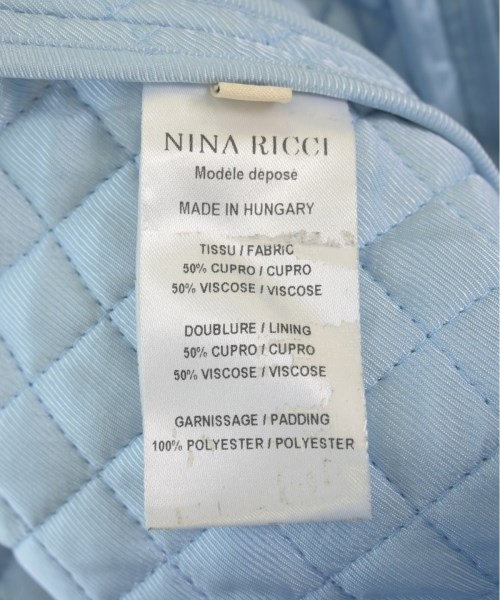 NINA RICCI
Modéle déposé
MADE IN HUNGARY
TISSU / FABRIC
50% CUPRO / CUPRO
50% VISCOSE / VISCOSE
DOUBLURE / LINING
50% CUPRO / CUPRO
50% VISCOSE / VISCOSE
GARNISSAGE / PADDING
100% POLYESTER / POLYESTER